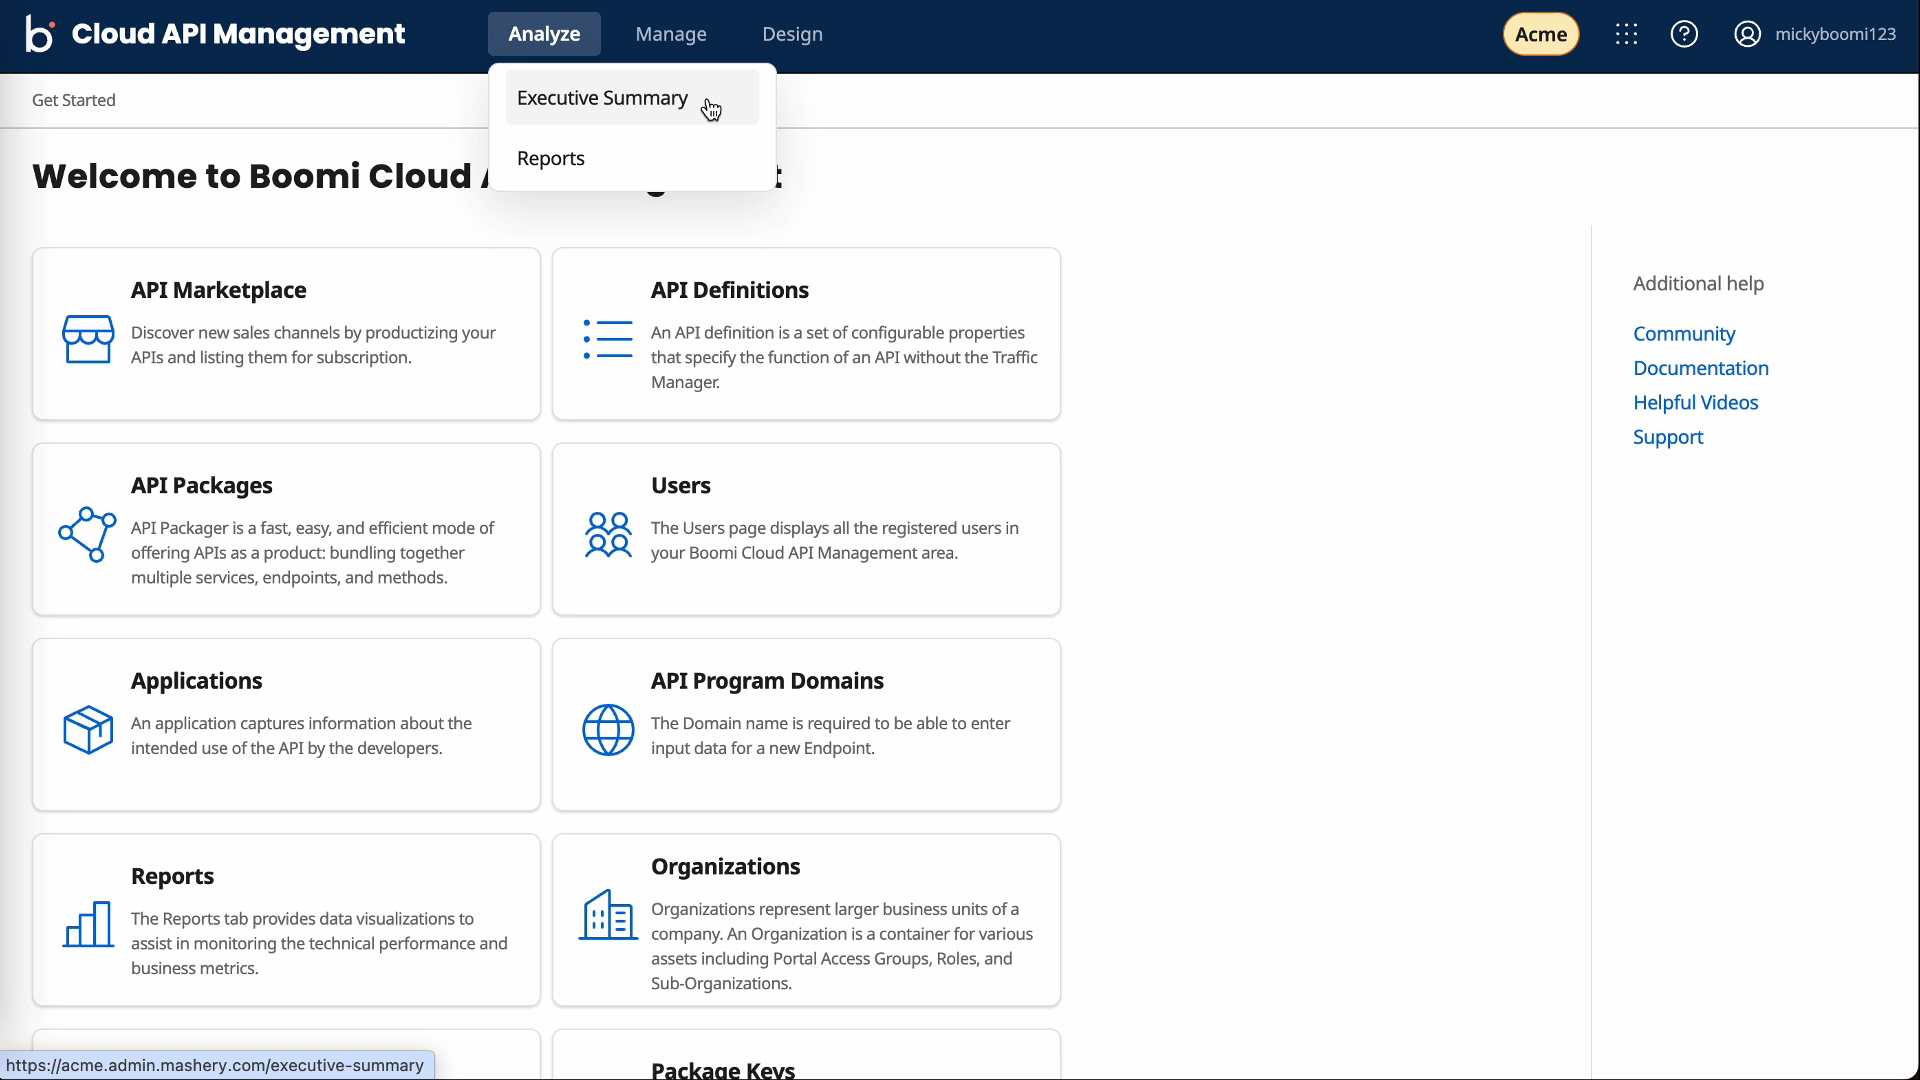 Cloud API Management
Analyze
Manage
Design
Acme
mickyboomi123
Executive Summary
Reports
Get Started
Welcome to Boomi Cloud
API Marketplace
Discover new sales channels by productizing your
APIs and listing them for subscription.
API Definitions
An API definition is a set of configurable properties
that specify the function of an API without the Traffic
Manager.
API Packages
API Packager is a fast, easy, and efficient mode of
offering APIs as a product: bundling together
multiple services, endpoints, and methods.
Users
The Users page displays all the registered users in
your Boomi Cloud API Management area.
Applications
An application captures information about the
intended use of the API by the developers.
API Program Domains
The Domain name is required to be able to enter
input data for a new Endpoint.
Reports
The Reports tab provides data visualizations to
assist in monitoring the technical performance and
business metrics.
Organizations
Organizations represent larger business units of a
company. An Organization is a container for various
assets including Portal Access Groups, Roles, and
Sub-Organizations.
Package Keys
Additional help
Community
Documentation
Helpful Videos
Support
https://acme.admin.mashery.com/executive-summary